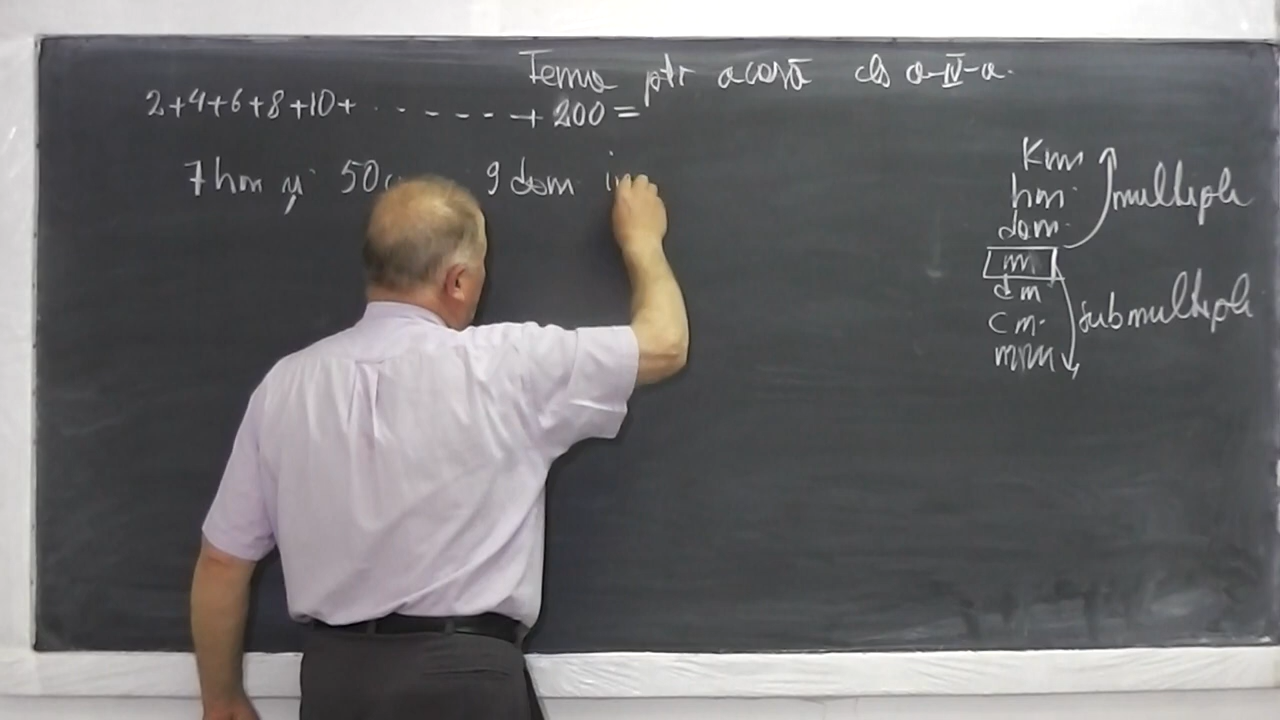 Tema ptr acasă cls a-IV-a.
2+4+6+8+10+ . . - - - - + 200 =
7 hm și 50 9 dam în
Km
hm
multipli
dam
m
dm
submultipli
cm
mm